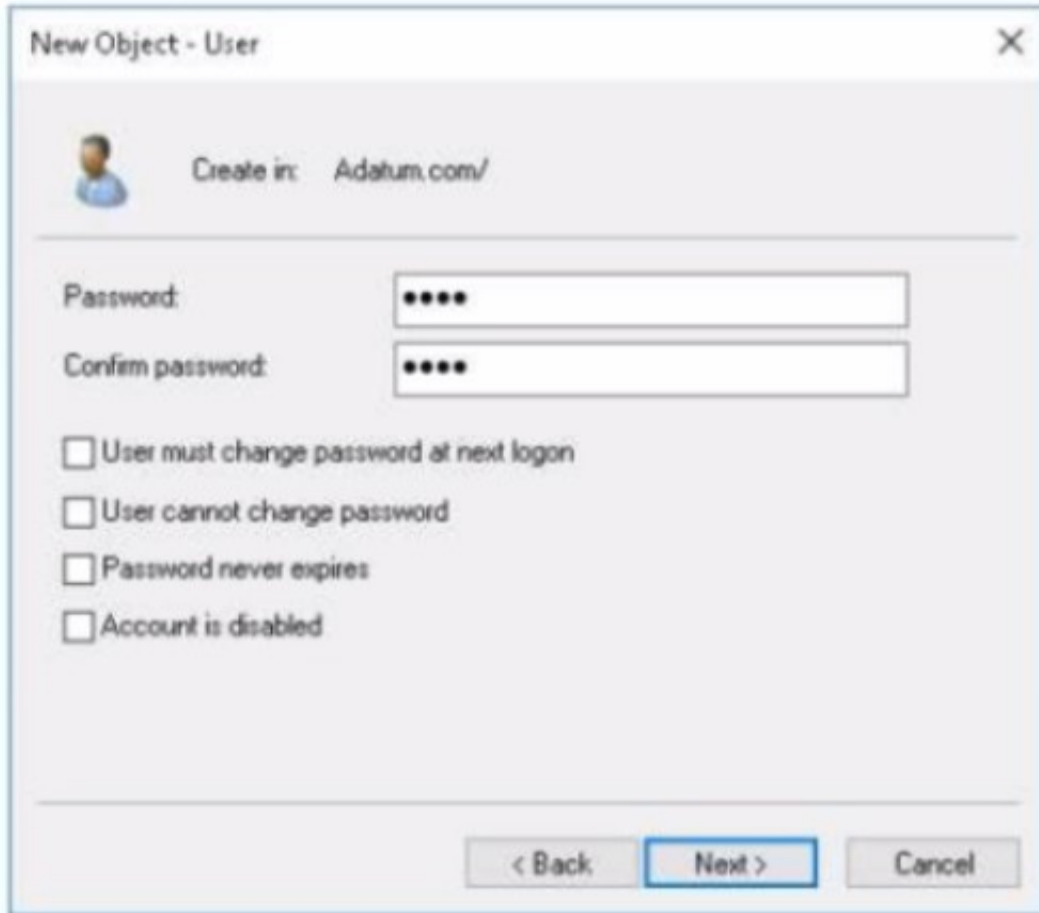 New Object - User
Create in: Adatum.com/
Password:
••••
Confirm password:
••••
User must change password at next logon
User cannot change password
Password never expires
Account is disabled
< Back Next > Cancel